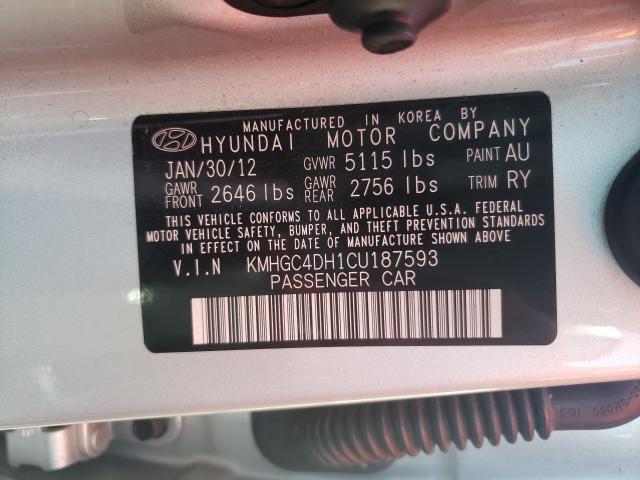 MANUFACTURED IN KOREA BY
HYUNDAI MOTOR COMPANY
JAN/30/12 GVWR 5115 lbs PAINT AU
GAWR FRONT 2646 lbs GAWR REAR 2756 lbs TRIM RY
THIS VEHICLE CONFORMS TO ALL APPLICABLE U.S.A. FEDERAL
MOTOR VEHICLE SAFETY, BUMPER, AND THEFT PREVENTION STANDARDS
IN EFFECT ON THE DATE OF MANUFACTURE SHOWN ABOVE
V.I.N KMHGC4DH1CU187593
PASSENGER CAR